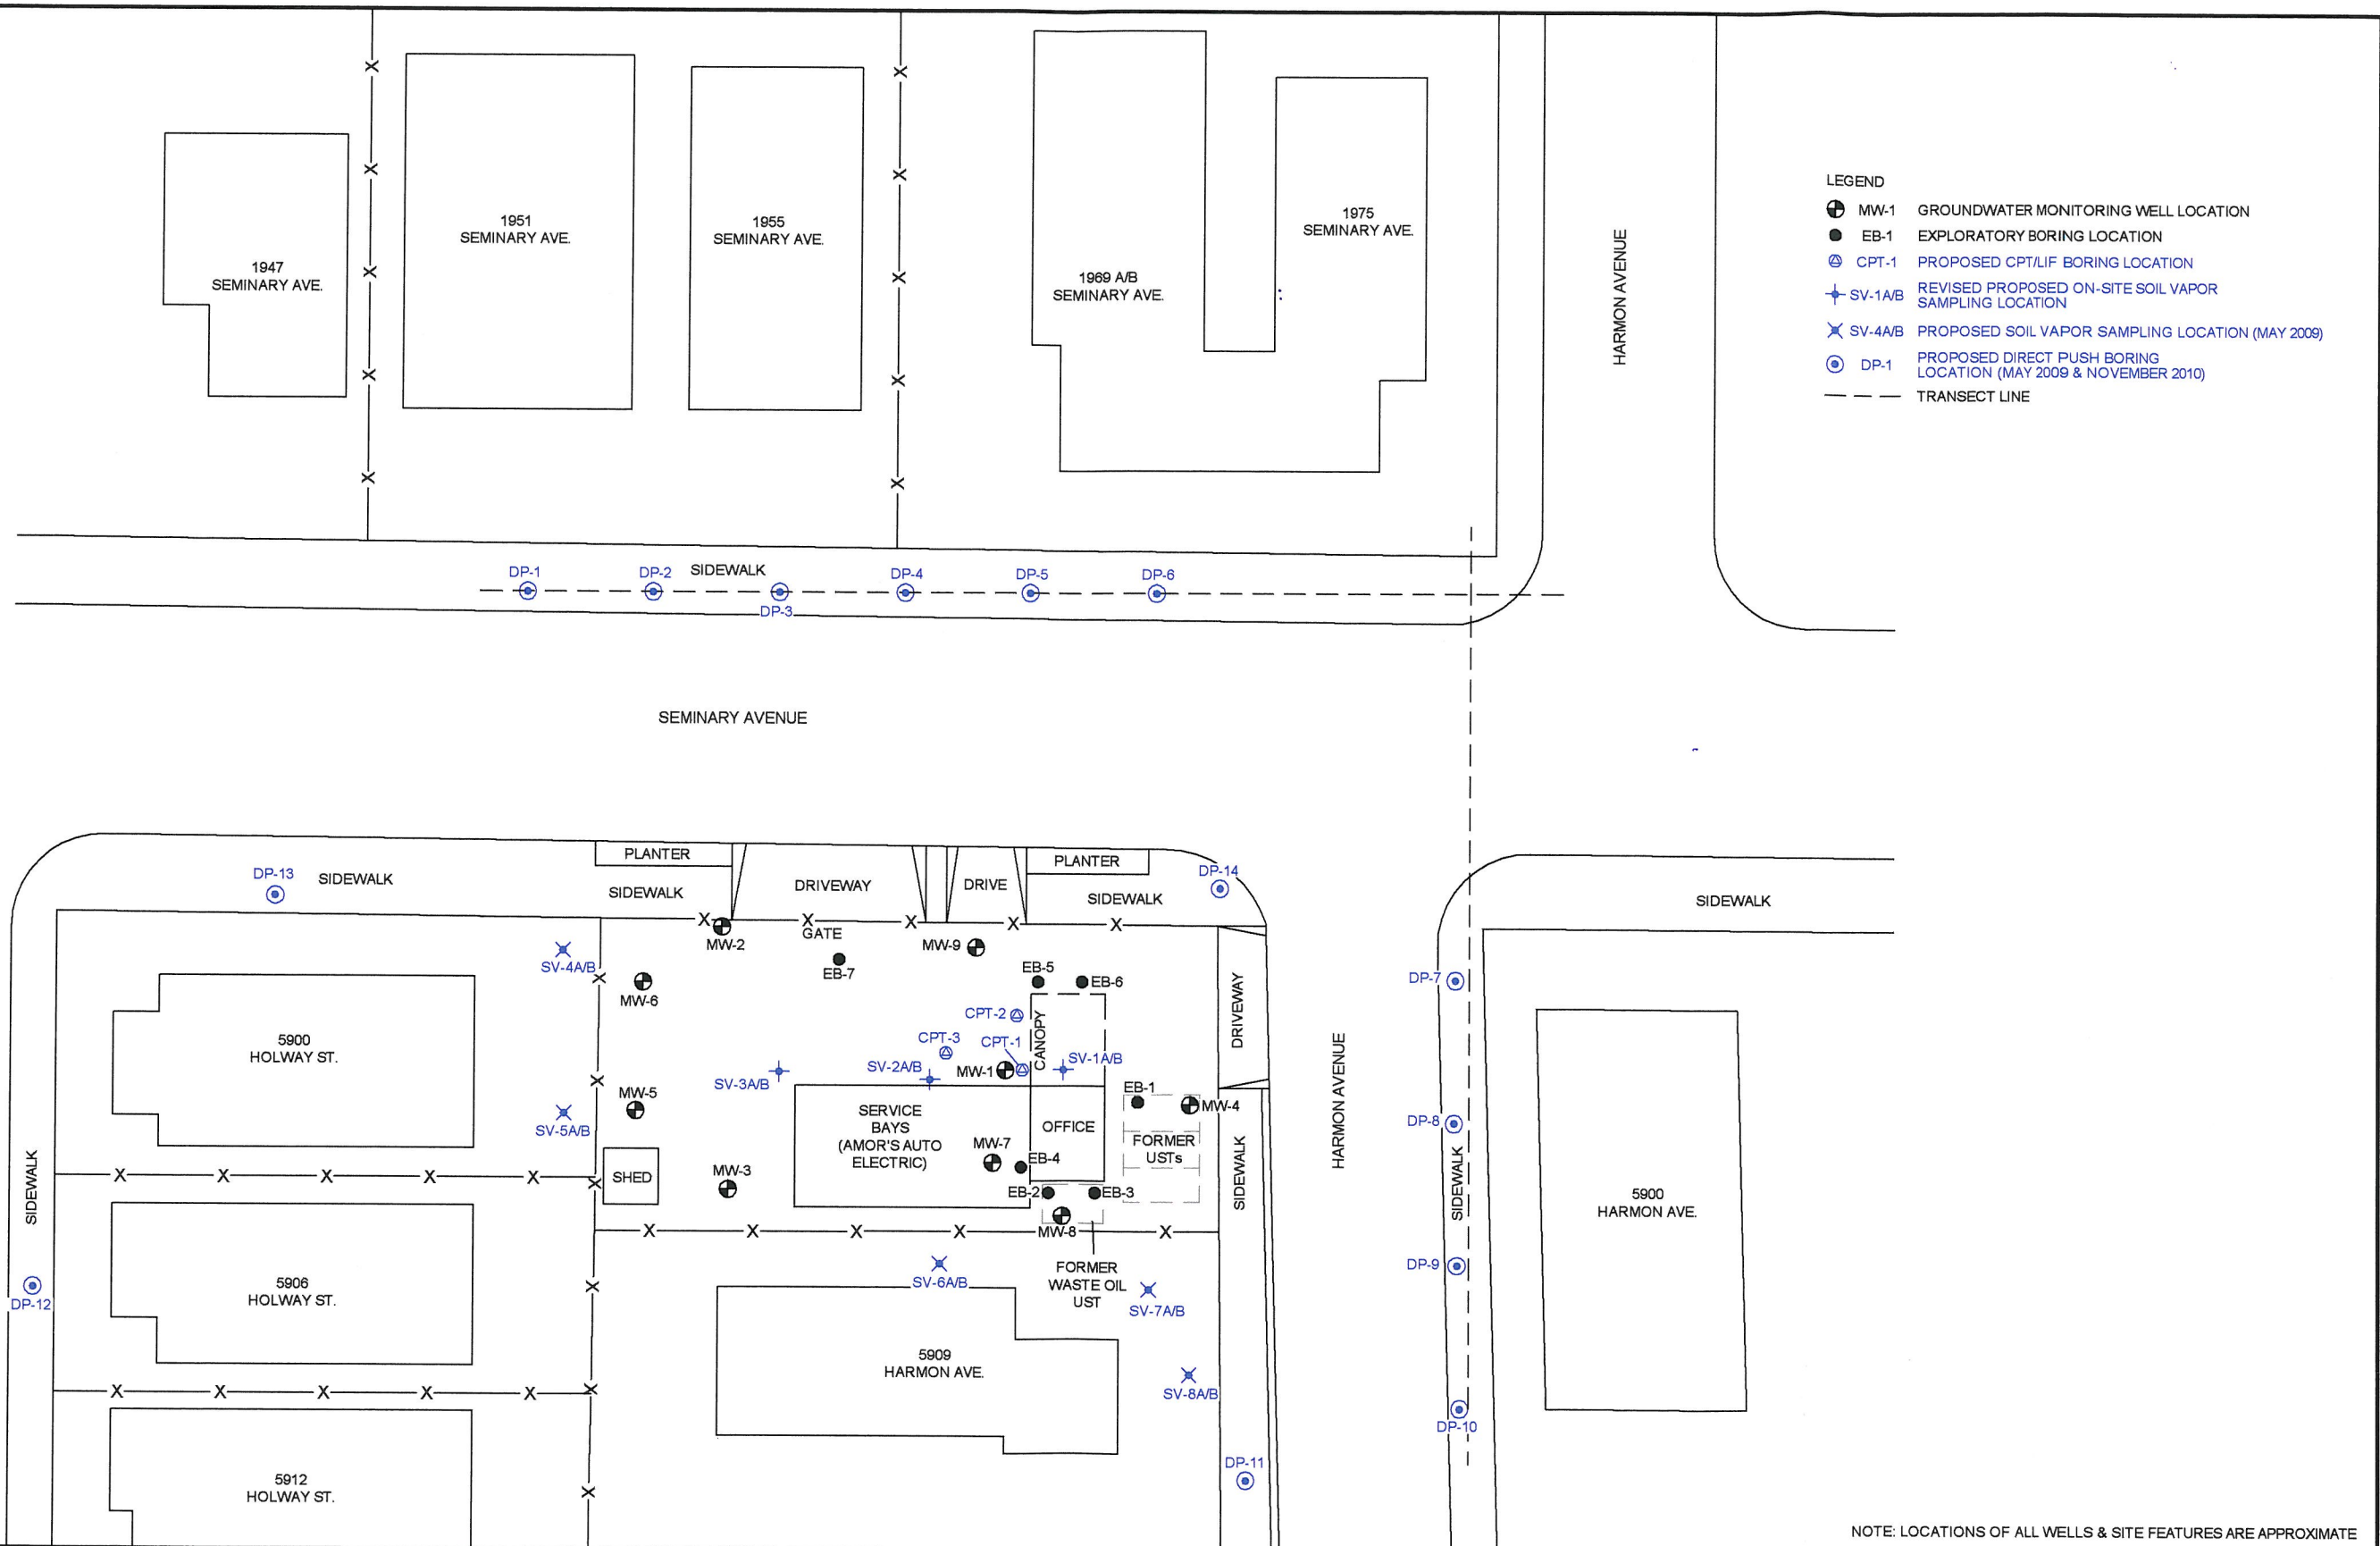 1947
SEMINARY AVE.
1951
SEMINARY AVE.
1955
SEMINARY AVE.
1969 A/B
SEMINARY AVE.
1975
SEMINARY AVE.
HARMON AVENUE
LEGEND
MW-1 GROUNDWATER MONITORING WELL LOCATION
EB-1 EXPLORATORY BORING LOCATION
CPT-1 PROPOSED CPT/LIF BORING LOCATION
SV-1A/B REVISED PROPOSED ON-SITE SOIL VAPOR
SAMPLING LOCATION
SV-4A/B PROPOSED SOIL VAPOR SAMPLING LOCATION (MAY 2009)
DP-1 PROPOSED DIRECT PUSH BORING
LOCATION (MAY 2009 & NOVEMBER 2010)
TRANSECT LINE
DP-1
DP-2
SIDEWALK
DP-3
DP-4
DP-5
DP-6
SEMINARY AVENUE
DP-13
SIDEWALK
PLANTER
SIDEWALK
DRIVEWAY
DRIVE
PLANTER
SIDEWALK
DP-14
SIDEWALK
MW-2
GATE
MW-9
EB-7
SV-4A/B
MW-6
EB-5
EB-6
DRIVEWAY
DP-7
5900
HOLWAY ST.
CPT-2
CANOPY
CPT-3
CPT-1
SV-3A/B
SV-2A/B
MW-1
SV-1A/B
HARMON AVENUE
MW-5
SV-5A/B
SERVICE
BAYS
(AMOR'S AUTO
ELECTRIC)
OFFICE
EB-1
MW-4
FORMER
USTs
DP-8
SIDEWALK
SHED
MW-3
MW-7
EB-4
EB-2
EB-3
MW-8
SIDEWALK
SIDEWALK
5900
HARMON AVE.
DP-12
5906
HOLWAY ST.
SV-6A/B
FORMER
WASTE OIL
UST
SV-7A/B
DP-9
5909
HARMON AVE.
SV-8A/B
DP-10
5912
HOLWAY ST.
DP-11
NOTE: LOCATIONS OF ALL WELLS & SITE FEATURES ARE APPROXIMATE